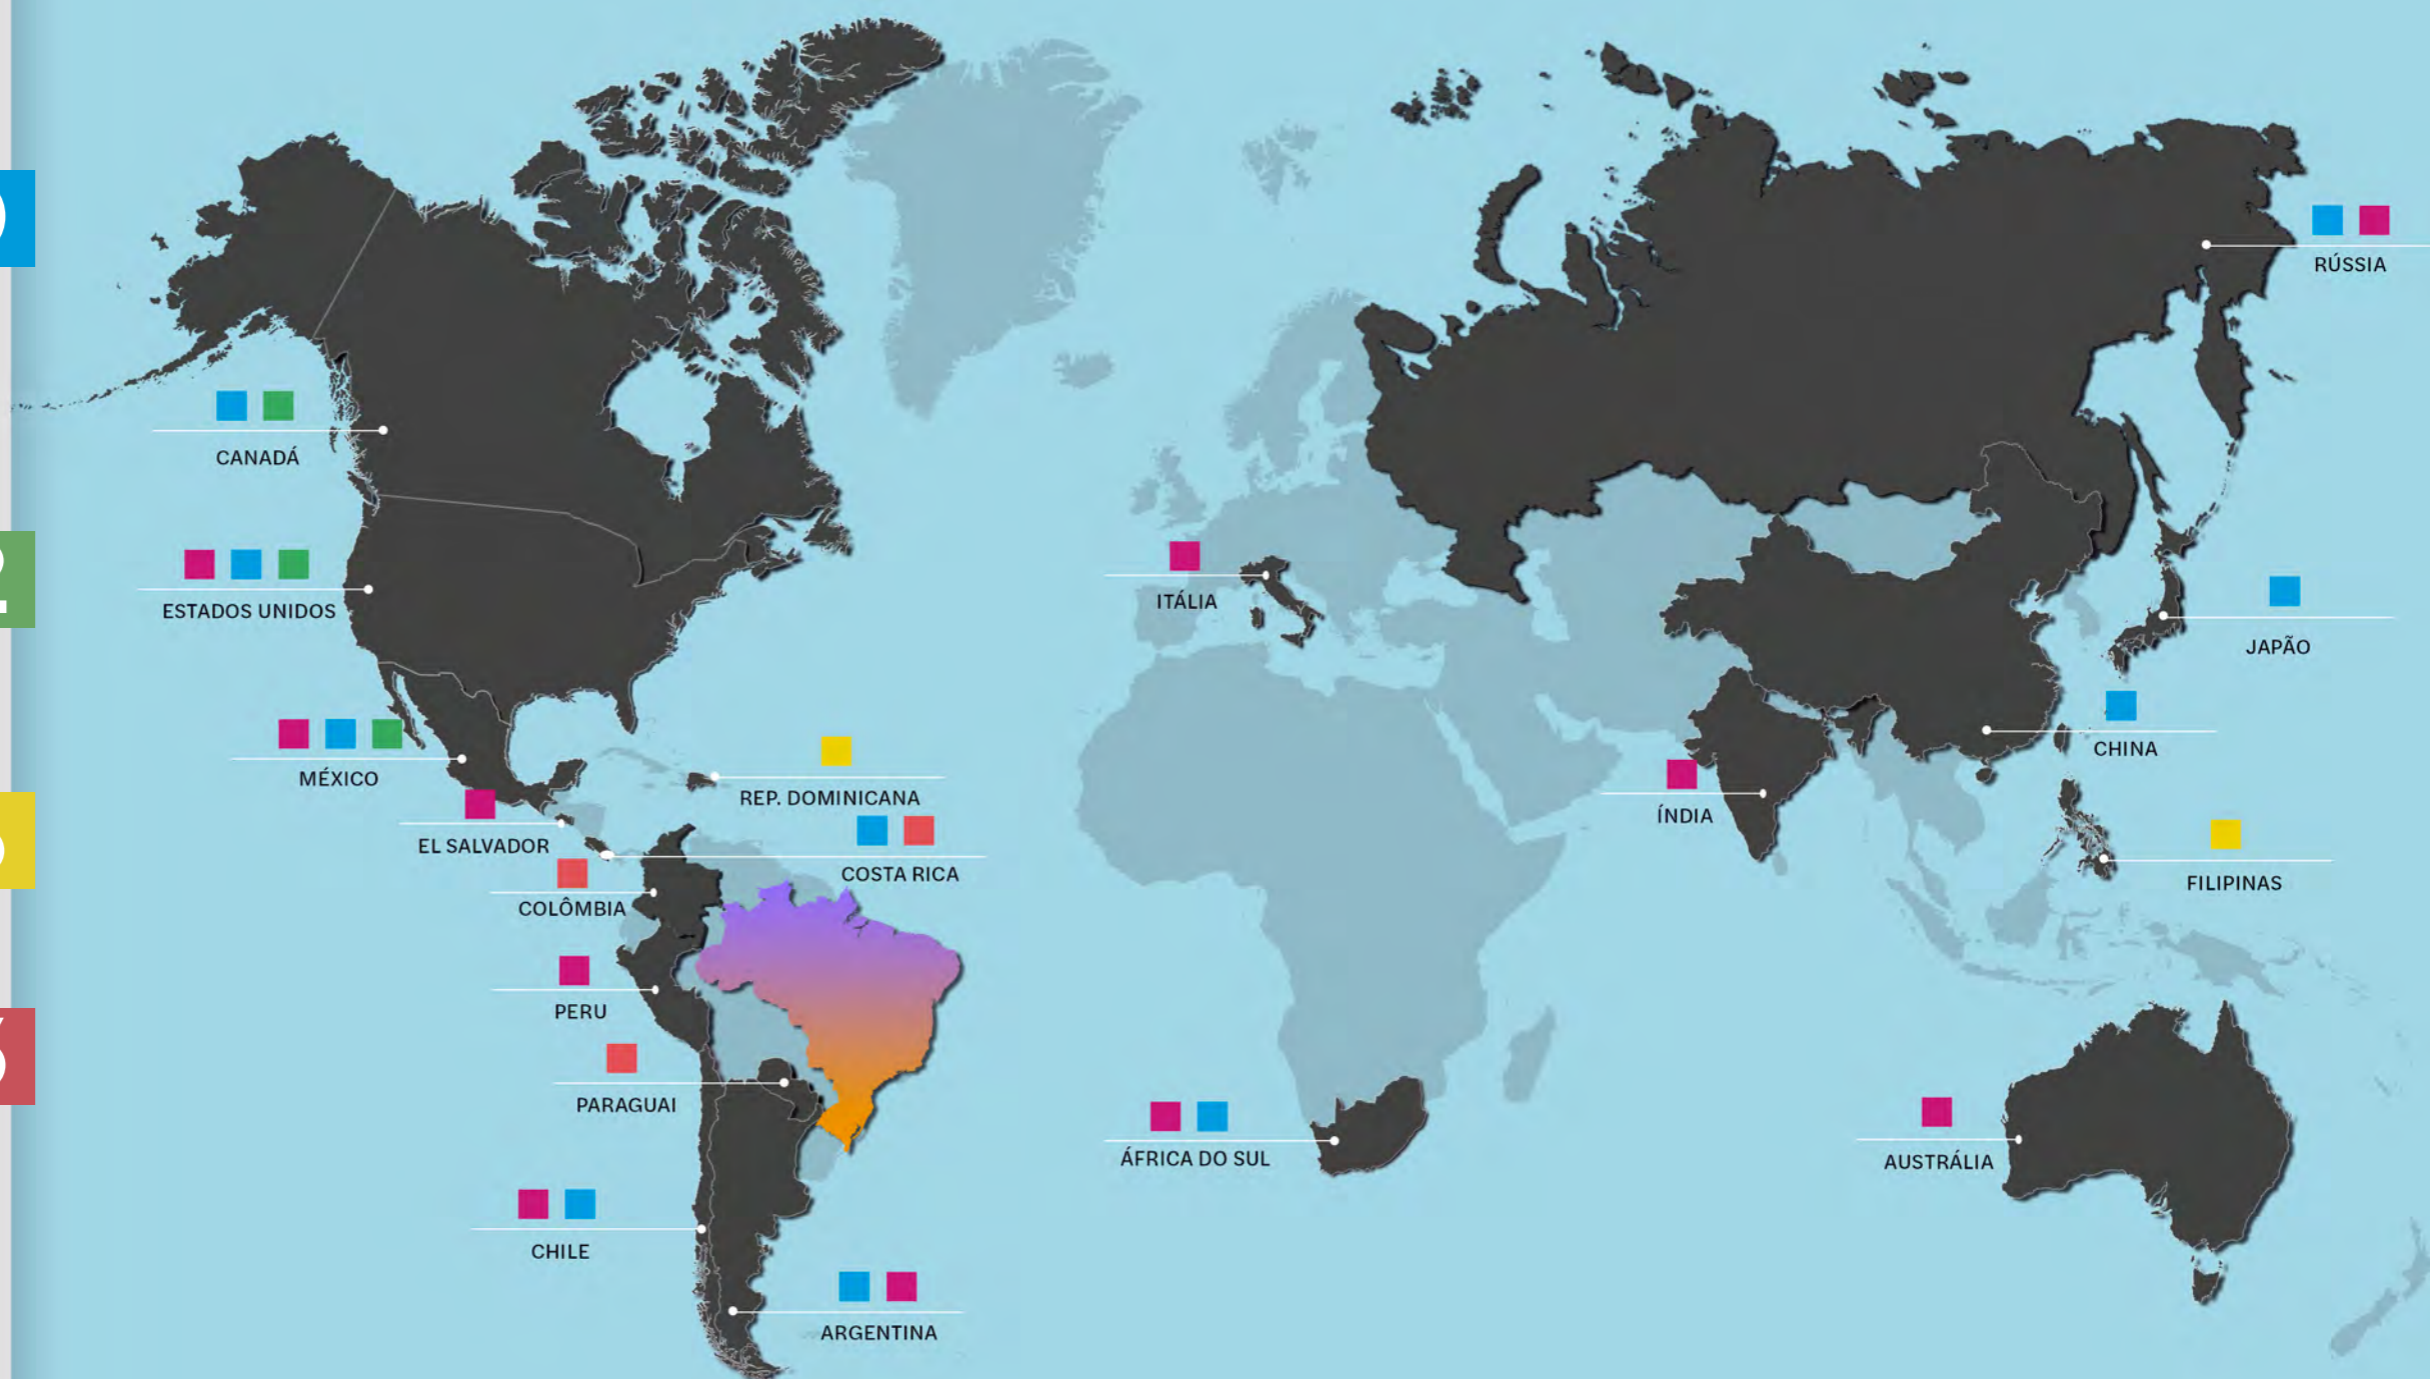 RÚSSIA
CANADÁ
2
ESTADOS UNIDOS
ITÁLIA
JAPÃO
CHINA
MÉXICO
REP. DOMINICANA
ÍNDIA
EL SALVADOR
COSTA RICA
FILIPINAS
COLÔMBIA
PERU
PARAGUAI
ÁFRICA DO SUL
AUSTRÁLIA
CHILE
ARGENTINA